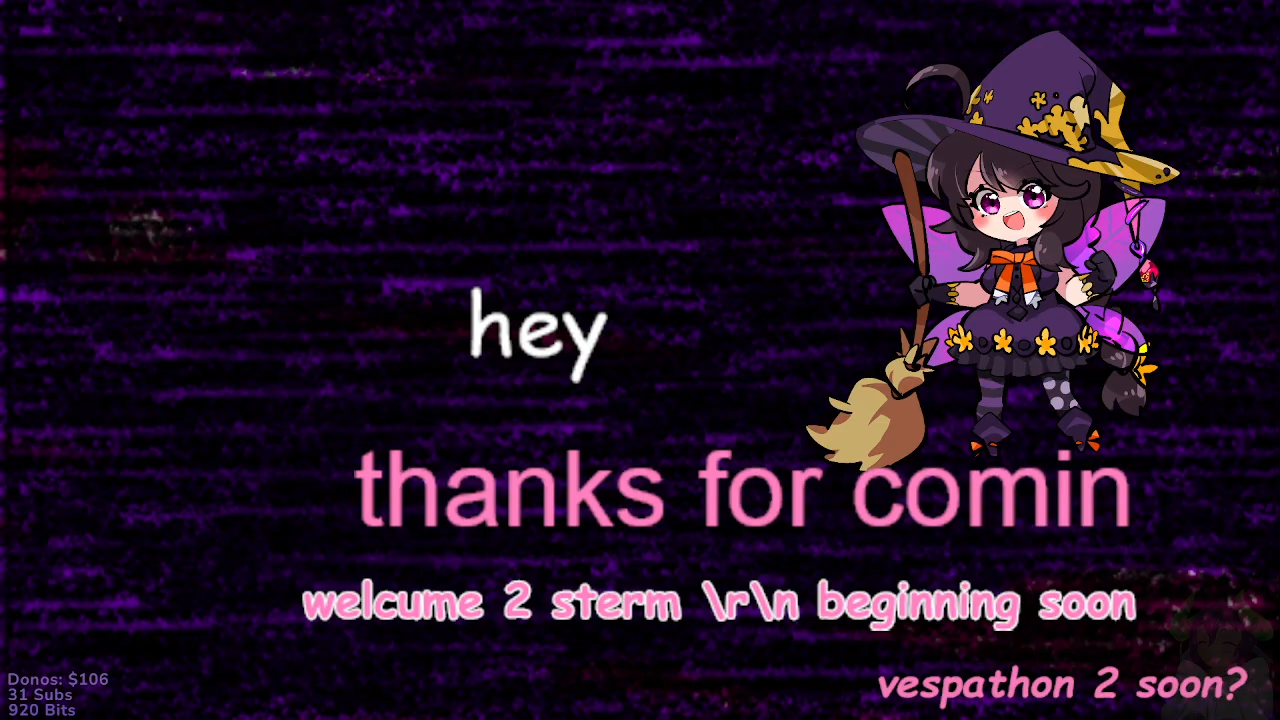 hey
thanks for comin
welcume 2 sterm \r\n beginning soon
vespathon 2 soon?
Donos: $106
31 Subs
920 Bits